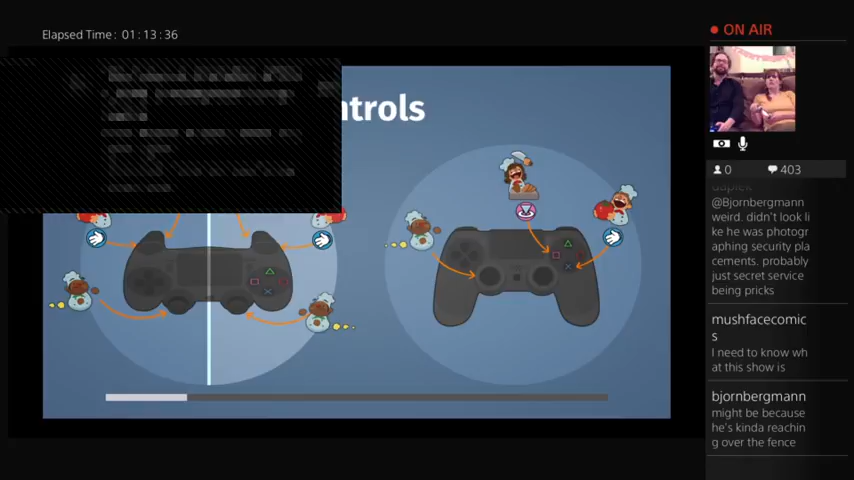 Elapsed Time : 01 : 13 : 36
ON AIR
ntrols
0
403
@Bjornbergmann
weird. didn't look li
ke he was photogr
aphing security pla
cements. probably
just secret service
being pricks
mushfacecomic
s
I need to know wh
at this show is
bjornbergmann
might be because
he's kinda reachin
g over the fence